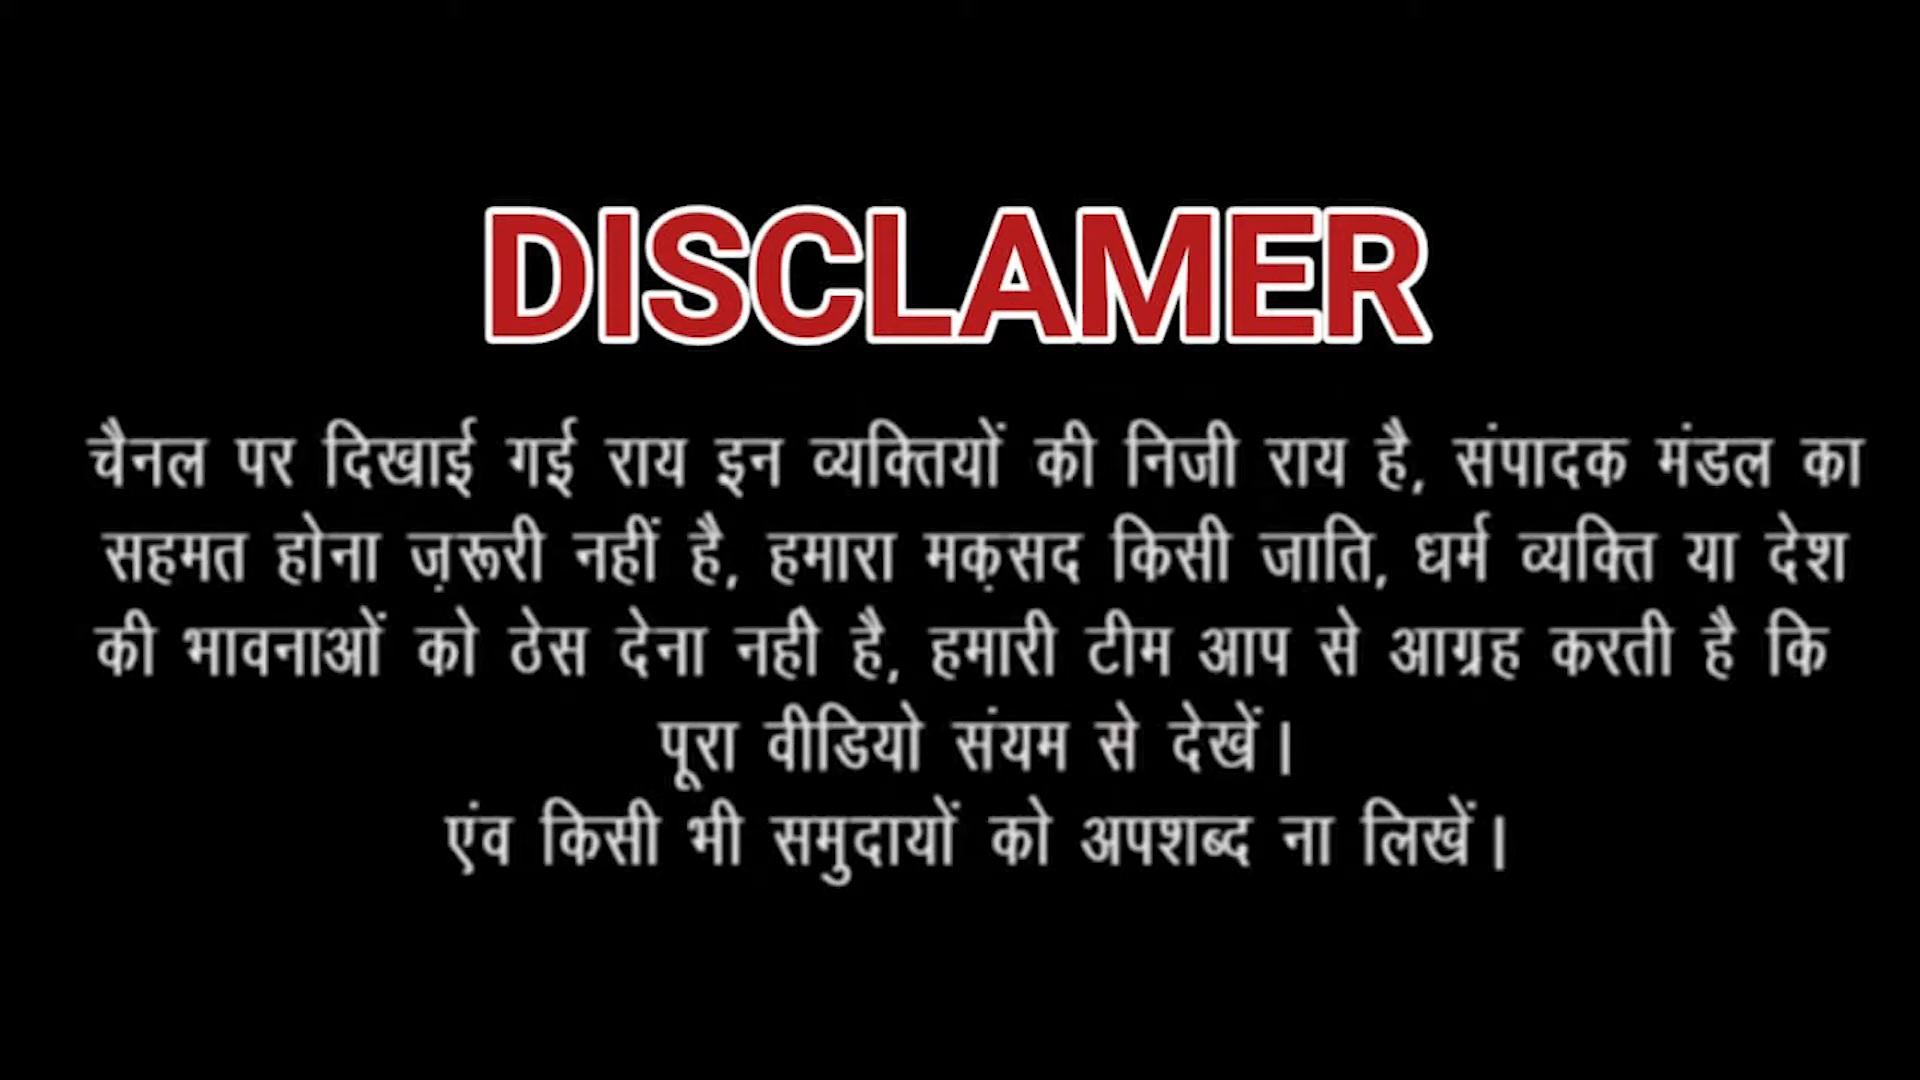 DISCLAMER
चैनल पर दिखाई गई राय इन व्यक्तियों की निजी राय है, संपादक मंडल का
सहमत होना ज़रूरी नहीं है, हमारा मक़सद किसी जाति, धर्म व्यक्ति या देश
की भावनाओं को ठेस देना नही है, हमारी टीम आप से आग्रह करती है कि
पूरा वीडियो संयम से देखें।
एंव किसी भी समुदायों को अपशब्द ना लिखें।